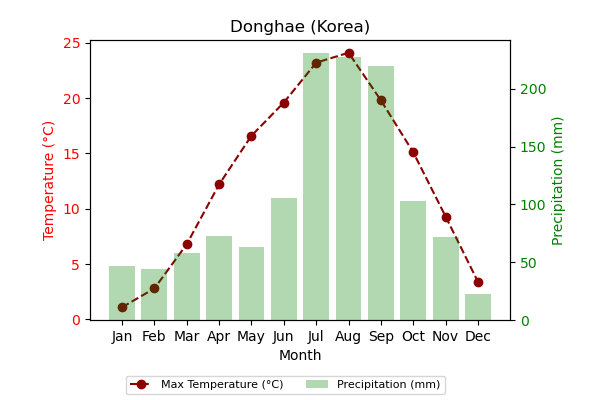 Donghae (Korea)
Temperature (°C)
25
20
15
10
5
0
Precipitation (mm)
200
150
100
50
0
Jan Feb Mar Apr May Jun Jul Aug Sep Oct Nov Dec
Month
Max Temperature (°C) Precipitation (mm)